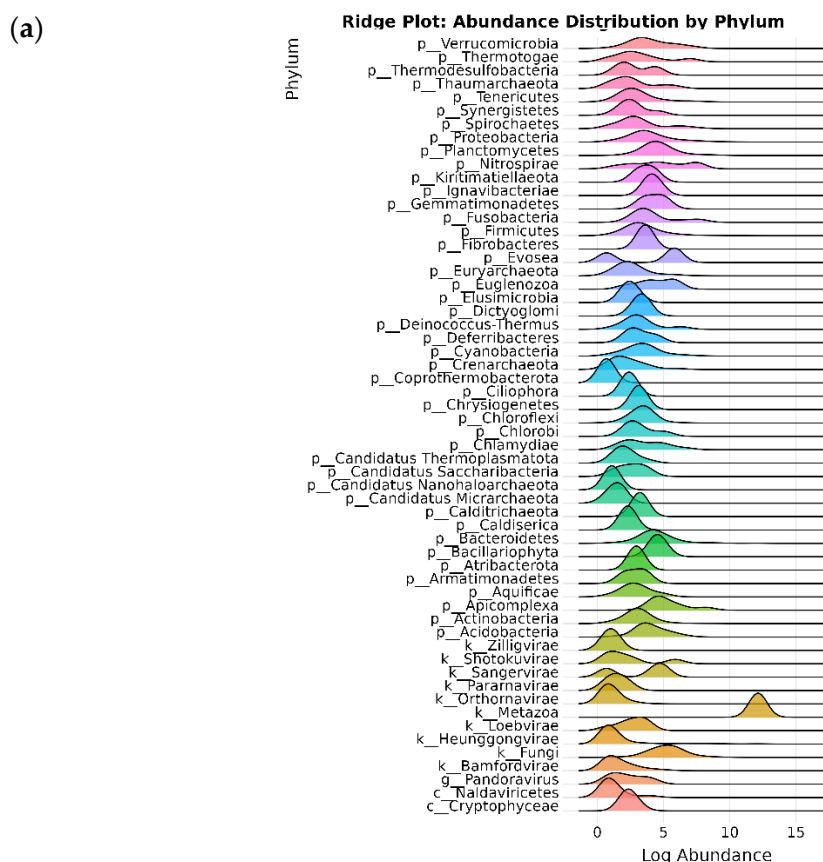 (a)
Ridge Plot: Abundance Distribution by Phylum
Phylum
p__Verrucomicrobia
p__Thermotogae
p__Thermodesulfobacteria
p__Thaumarchaeota
p__Tenericutes
p__Synergistetes
p__Spirochaetes
p__Proteobacteria
p__Planctomycetes
p__Nitrospirae
p__Kiritimatiellaeota
p__Ignavibacteriae
p__Gemmatimonadetes
p__Fusobacteria
p__Firmicutes
p__Fibrobacteres
p__Evosea
p__Euryarchaeota
p__Euglenozoa
p__Elusimicrobia
p__Dictyoglomi
p__Deinococcus-Thermus
p__Deferribacteres
p__Cyanobacteria
p__Crenarchaeota
p__Coprothermobacterota
p__Ciliophora
p__Chrysiogenetes
p__Chloroflexi
p__Chlorobi
p__Chlamydiae
p__Candidatus Thermoplasmatota
p__Candidatus Saccharibacteria
p__Candidatus Nanohaloarchaeota
p__Candidatus Micrarchaeota
p__Calditrichaeota
p__Caldiserica
p__Bacteroidetes
p__Bacillariophyta
p__Atribacterota
p__Armatimonadetes
p__Aquificae
p__Apicomplexa
p__Actinobacteria
p__Acidobacteria
k__Zilligvirae
k__Shotokuvirae
k__Sangervirae
k__Pararnavirae
k__Orthornavirae
k__Metazoa
k__Loebvirae
k__Heunggongvirae
k__Fungi
k__Bamfordvirae
g__Pandoravirus
c__Naldaviricetes
c__Cryptophyceae
0 5 10 15
Log Abundance